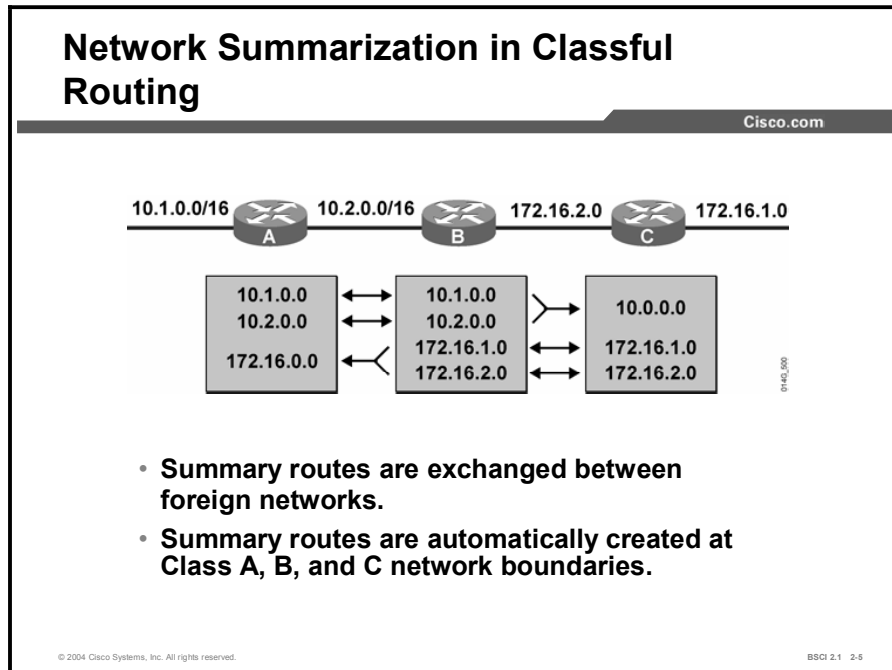 Network Summarization in Classful
Routing
Cisco.com
10.1.0.0/16
10.2.0.0/16
172.16.2.0
172.16.1.0
A
B
C
10.1.0.0
10.2.0.0
172.16.0.0
10.1.0.0
10.2.0.0
172.16.1.0
172.16.2.0
10.0.0.0
172.16.1.0
172.16.2.0
014G_500
• Summary routes are exchanged between
foreign networks.
• Summary routes are automatically created at
Class A, B, and C network boundaries.
© 2004 Cisco Systems, Inc. All rights reserved.
BSCI 2.1 2-5